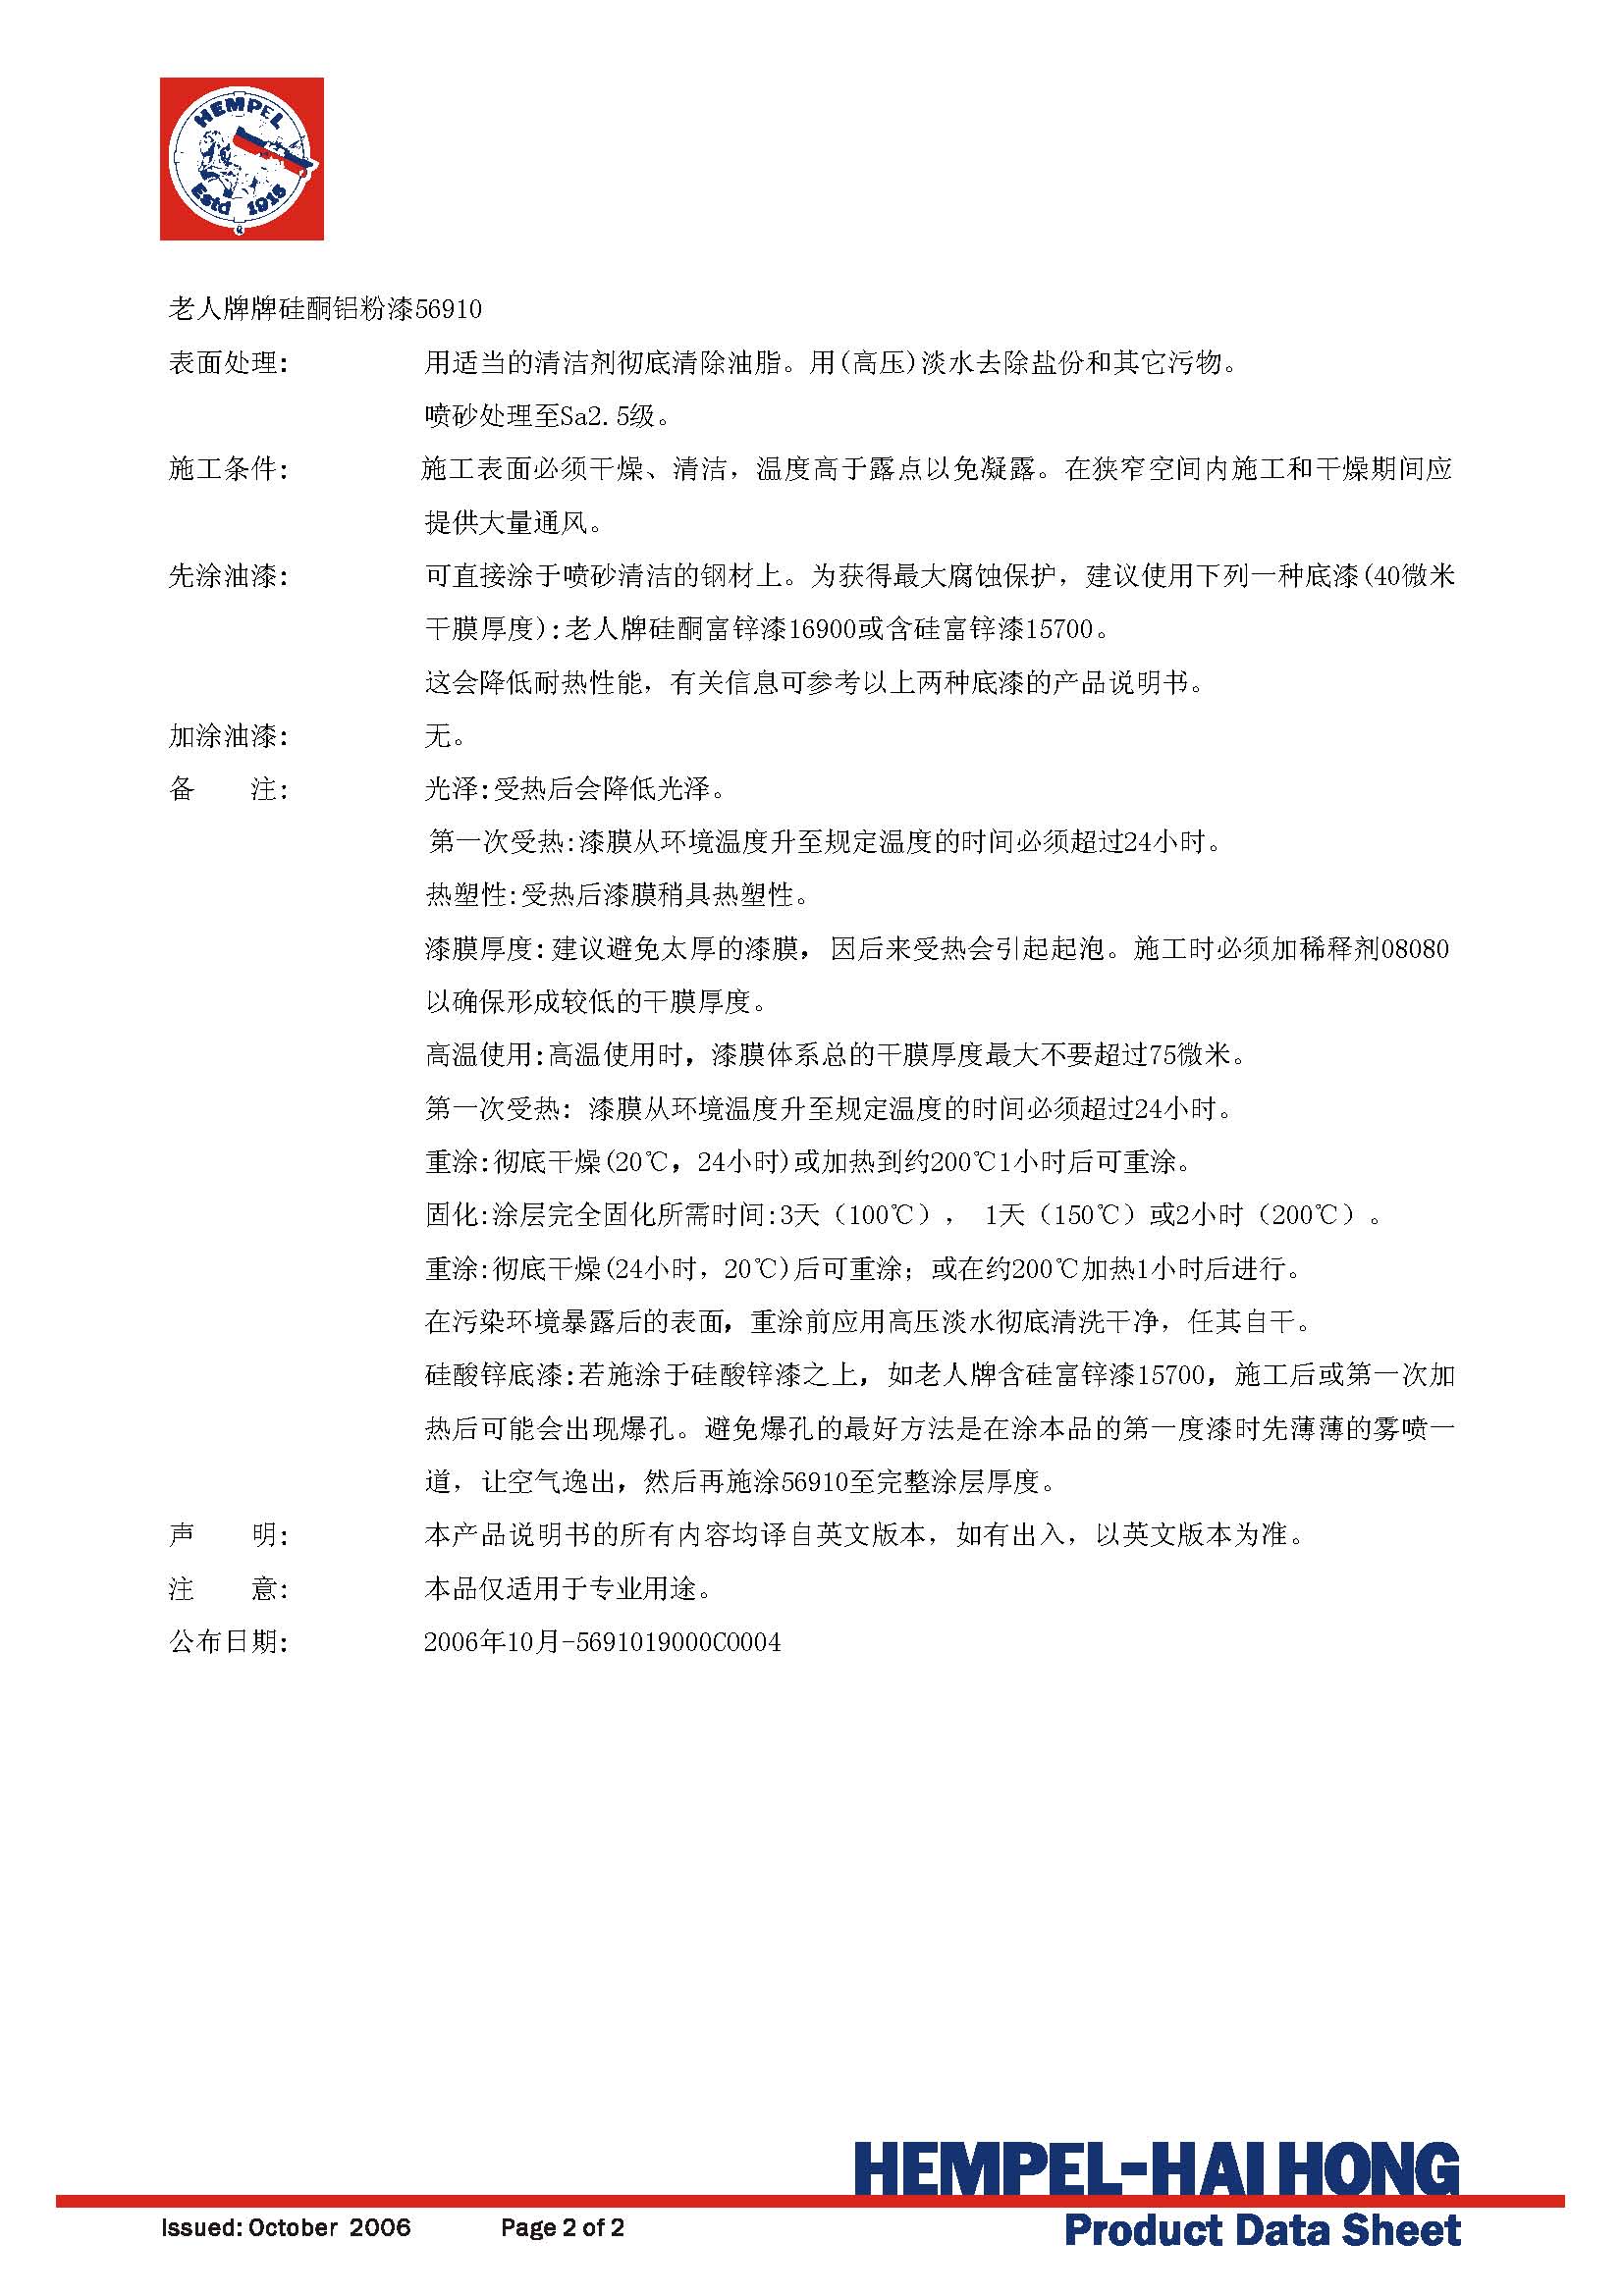 HEMPEL
Estd 1915
老人牌牌硅酮铝粉漆56910
表面处理: 用适当的清洁剂彻底清除油脂。用(高压)淡水去除盐份和其它污物。
喷砂处理至Sa2.5级。
施工条件: 施工表面必须干燥、清洁，温度高于露点以免凝露。在狭窄空间内施工和干燥期间应
提供大量通风。
先涂油漆: 可直接涂于喷砂清洁的钢材上。为获得最大腐蚀保护，建议使用下列一种底漆(40微米
干膜厚度):老人牌硅酮富锌漆16900或含硅富锌漆15700。
这会降低耐热性能，有关信息可参考以上两种底漆的产品说明书。
加涂油漆: 无。
备 注: 光泽:受热后会降低光泽。
第一次受热:漆膜从环境温度升至规定温度的时间必须超过24小时。
热塑性:受热后漆膜稍具热塑性。
漆膜厚度:建议避免太厚的漆膜，因后来受热会引起起泡。施工时必须加稀释剂08080
以确保形成较低的干膜厚度。
高温使用:高温使用时，漆膜体系总的干膜厚度最大不要超过75微米。
第一次受热: 漆膜从环境温度升至规定温度的时间必须超过24小时。
重涂:彻底干燥(20℃，24小时)或加热到约200℃1小时后可重涂。
固化:涂层完全固化所需时间:3天（100℃）， 1天（150℃）或2小时（200℃）。
重涂:彻底干燥(24小时，20℃)后可重涂；或在约200℃加热1小时后进行。
在污染环境暴露后的表面，重涂前应用高压淡水彻底清洗干净，任其自干。
硅酸锌底漆:若施涂于硅酸锌漆之上，如老人牌含硅富锌漆15700，施工后或第一次加
热后可能会出现爆孔。避免爆孔的最好方法是在涂本品的第一度漆时先薄薄的雾喷一
道，让空气逸出，然后再施涂56910至完整涂层厚度。
声 明: 本产品说明书的所有内容均译自英文版本，如有出入，以英文版本为准。
注 意: 本品仅适用于专业用途。
公布日期: 2006年10月-5691019000C0004
HEMPEL-HAI HONG
Issued: October 2006 Page 2 of 2 Product Data Sheet